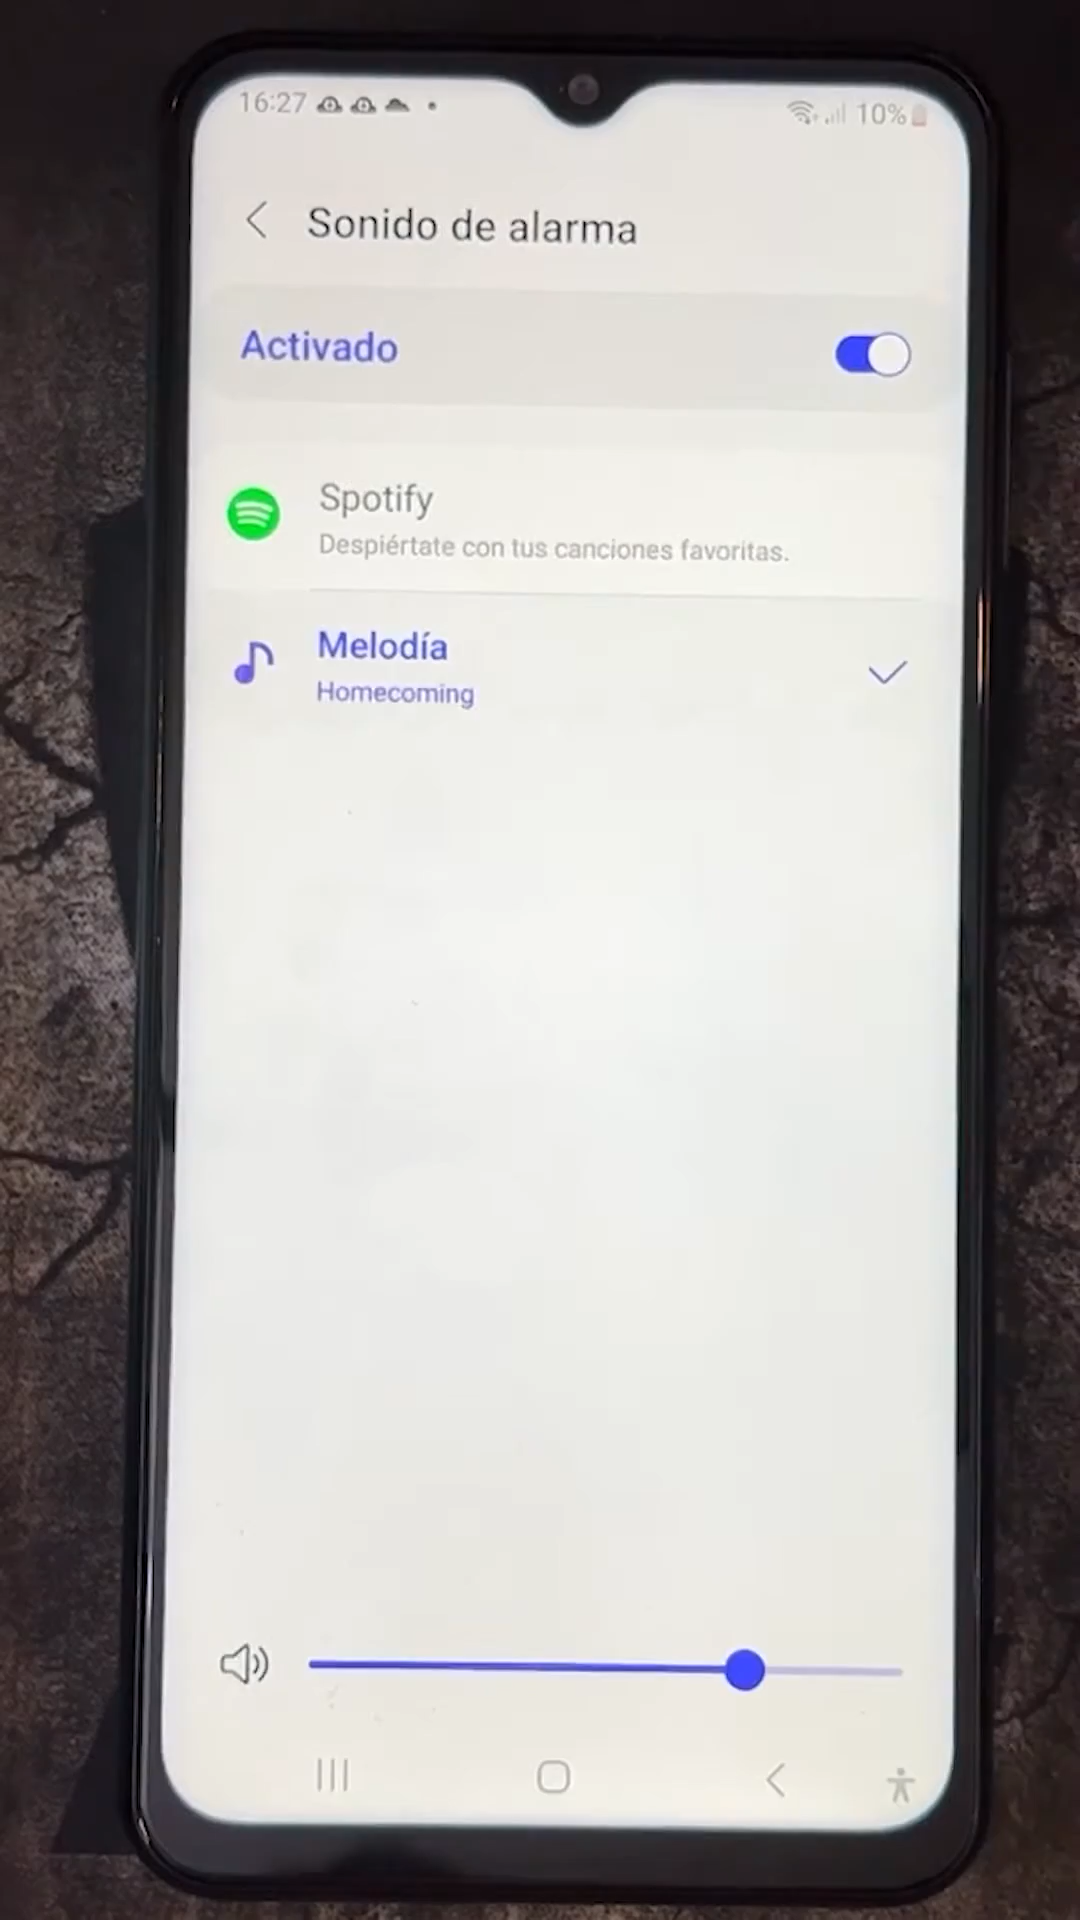 16:27
10%
Sonido de alarma
Activado
Spotify
Despiértate con tus canciones favoritas.
Melodía
Homecoming